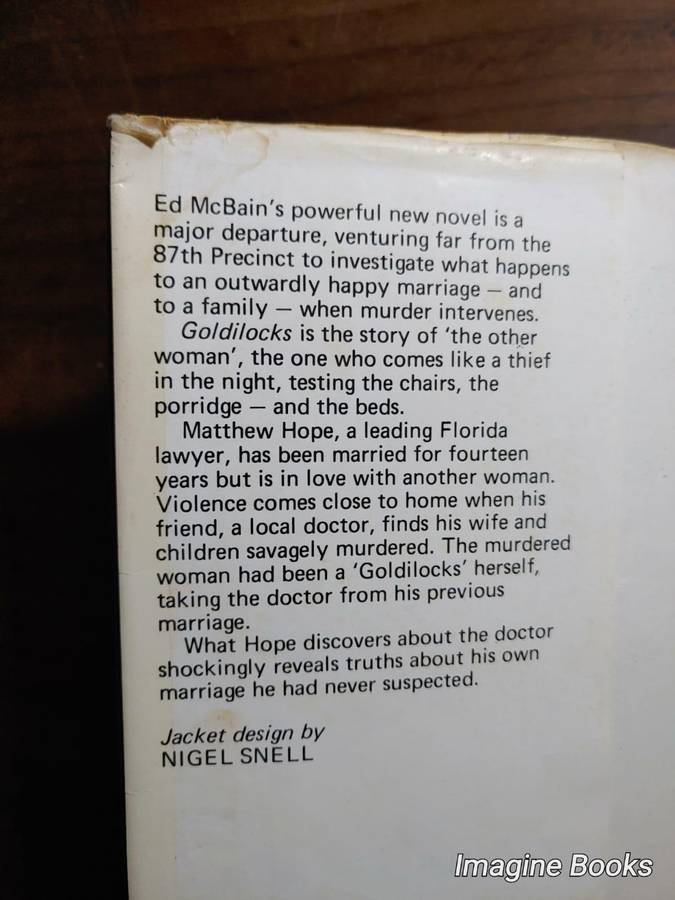 Ed McBain's powerful new novel is a
major departure, venturing far from the
87th Precinct to investigate what happens
to an outwardly happy marriage — and
to a family — when murder intervenes.
Goldilocks is the story of 'the other
woman', the one who comes like a thief
in the night, testing the chairs, the
porridge — and the beds.
Matthew Hope, a leading Florida
lawyer, has been married for fourteen
years but is in love with another woman.
Violence comes close to home when his
friend, a local doctor, finds his wife and
children savagely murdered. The murdered
woman had been a 'Goldilocks' herself,
taking the doctor from his previous
marriage.
What Hope discovers about the doctor
shockingly reveals truths about his own
marriage he had never suspected.
Jacket design by
NIGEL SNELL
Imagine Books